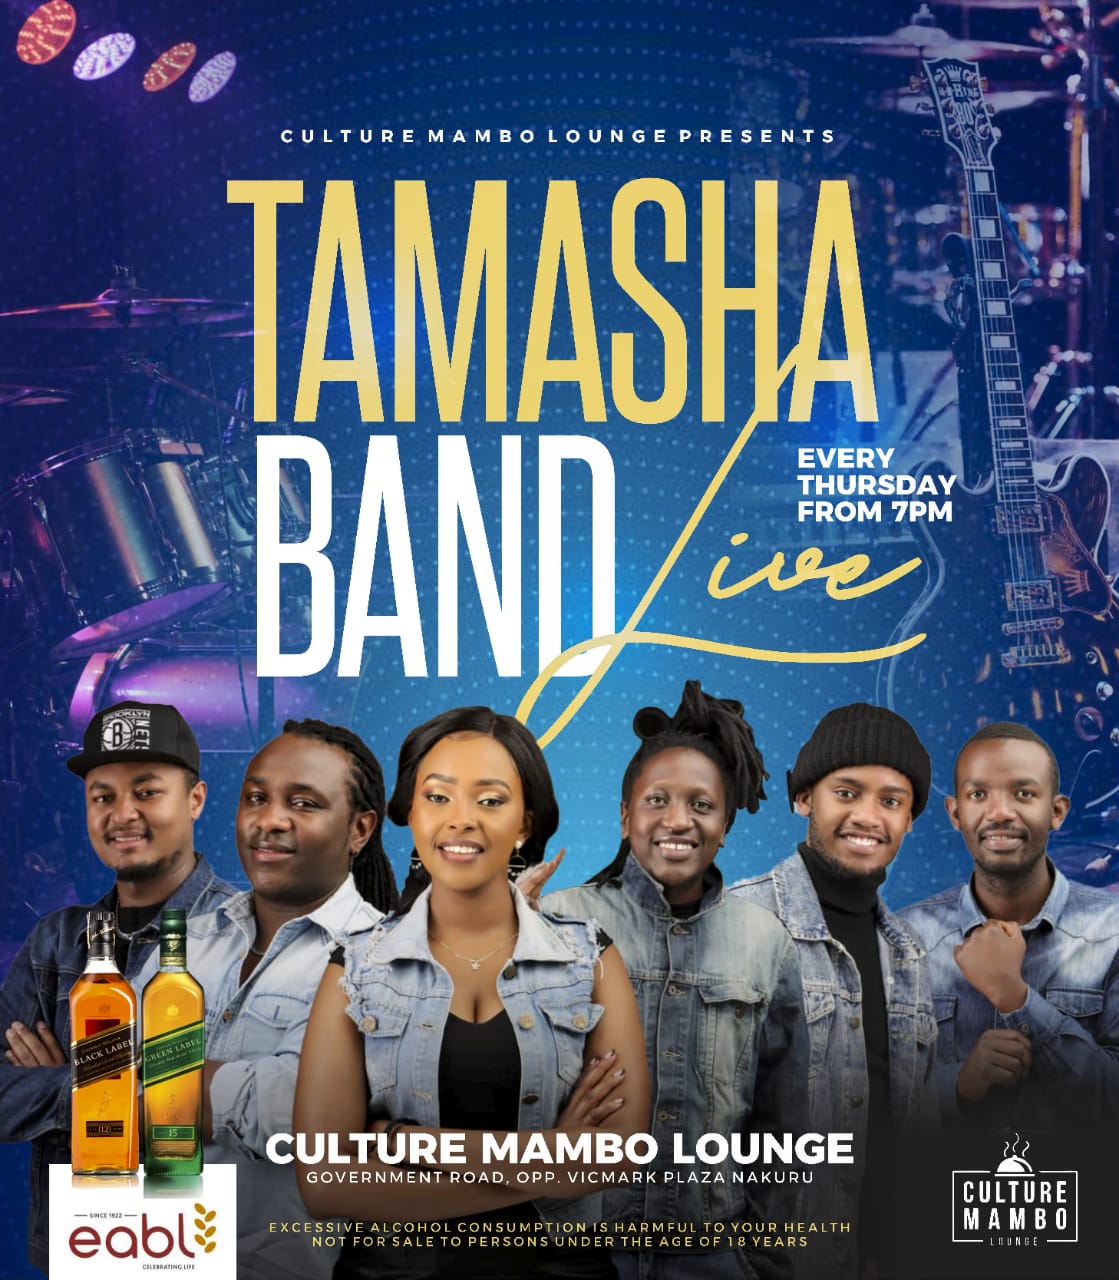 CULTURE MAMBO LOUNGE PRESENTS
TAMASHA
BAND
Live
EVERY
THURSDAY
FROM 7PM
BROOKLYN
NETS
B
BLACK LABEL
12
GREEN LABEL
15
CULTURE MAMBO LOUNGE
GOVERNMENT ROAD, OPP. VICMARK PLAZA NAKURU
EXCESSIVE ALCOHOL CONSUMPTION IS HARMFUL TO YOUR HEALTH
NOT FOR SALE TO PERSONS UNDER THE AGE OF 18 YEARS
SINCE 1922
eabl
CELEBRATING LIFE
CULTURE
MAMBO
LOUNGE